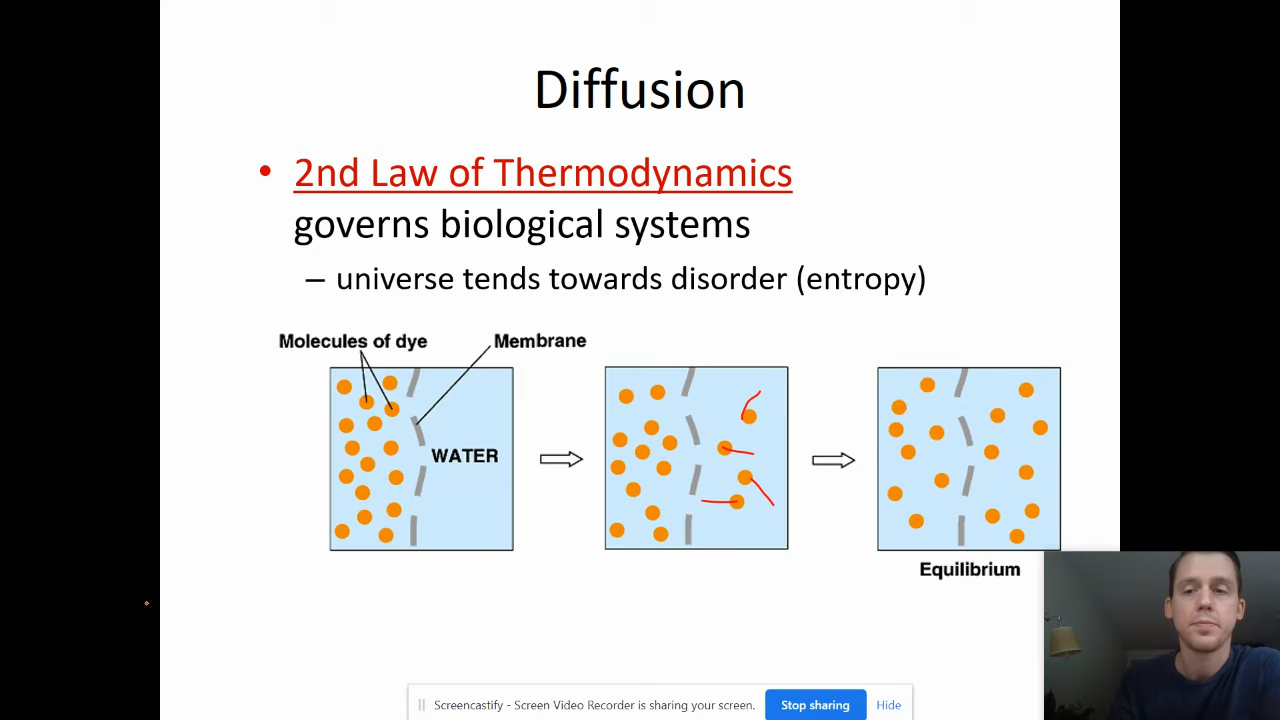 Diffusion
• 2nd Law of Thermodynamics
governs biological systems
– universe tends towards disorder (entropy)
Molecules of dye
Membrane
WATER
Equilibrium
Screencastify - Screen Video Recorder is sharing your screen.
Stop sharing
Hide